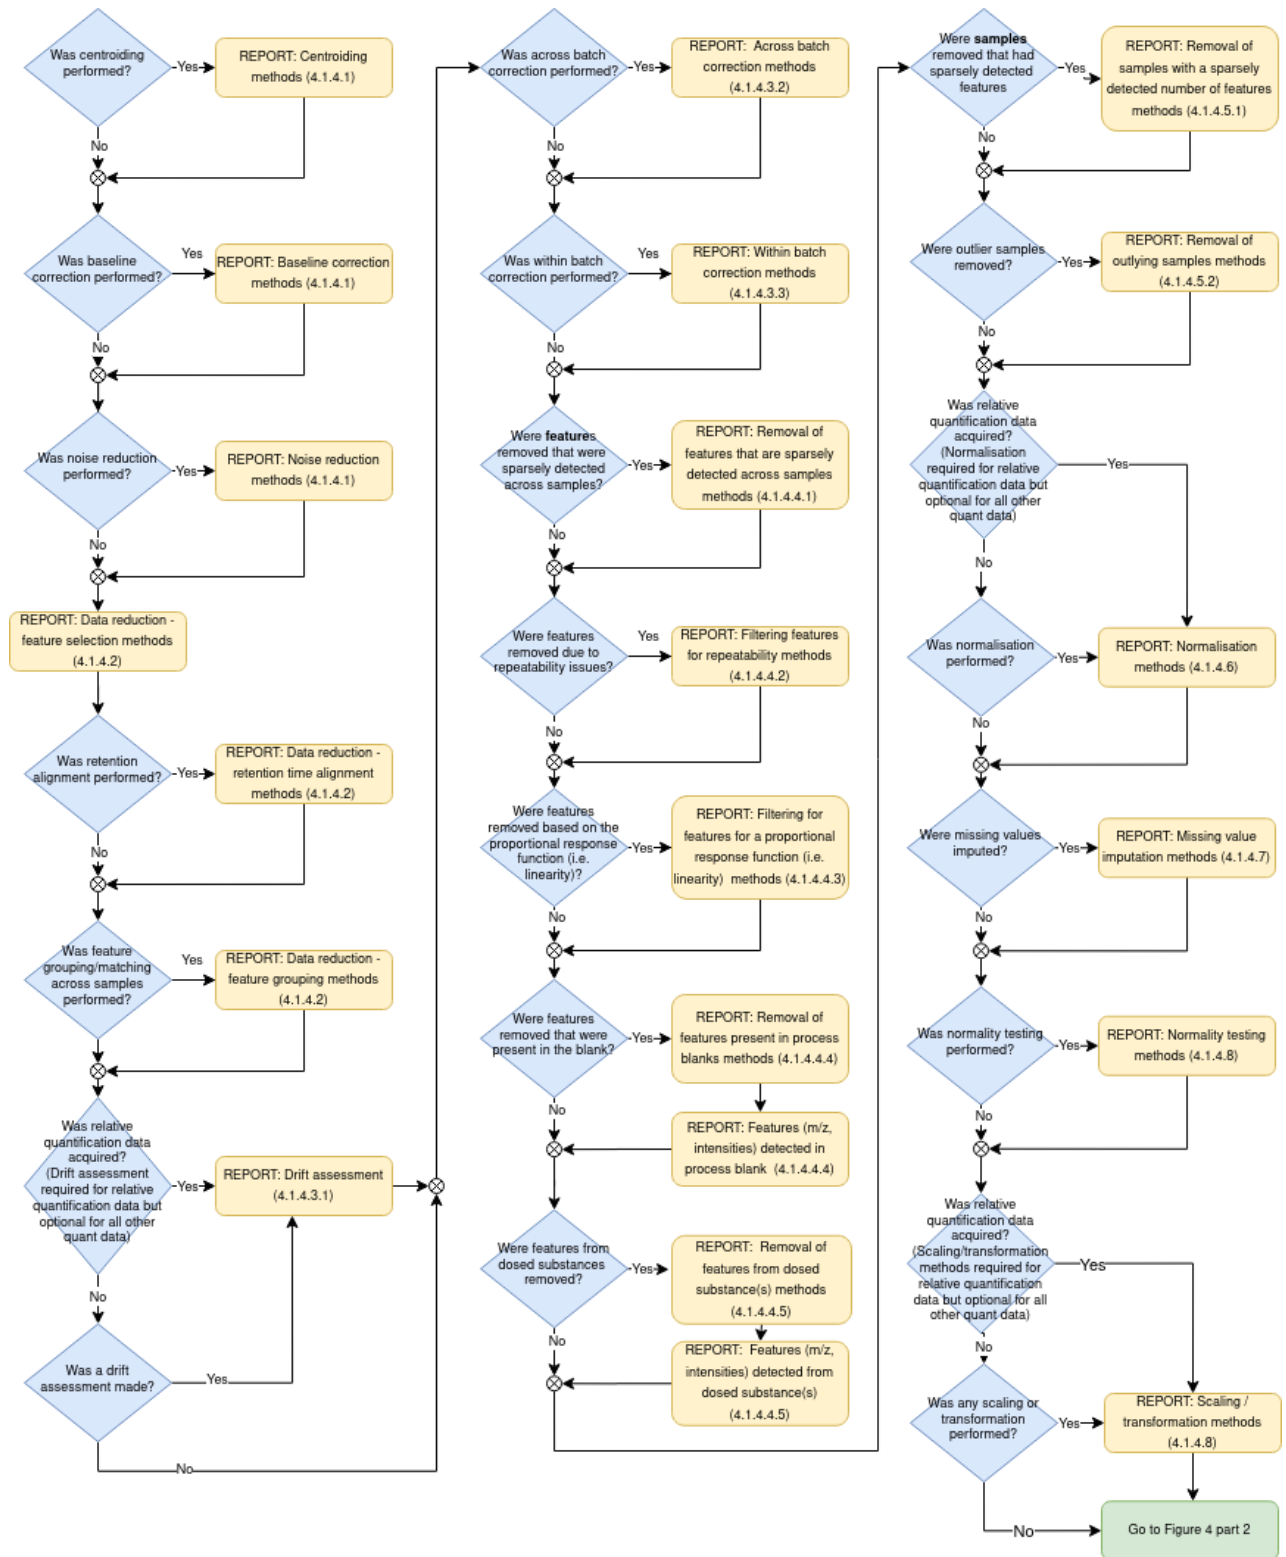 Was centroiding
performed?
Yes
REPORT: Centroiding
methods (4.1.4.1)
No
Was baseline
correction performed?
Yes
REPORT: Baseline correction
methods (4.1.4.1)
No
Was noise reduction
performed?
Yes
REPORT: Noise reduction
methods (4.1.4.1)
No
REPORT: Data reduction -
feature selection methods
(4.1.4.2)
Was retention
alignment performed?
Yes
REPORT: Data reduction -
retention time alignment
methods (4.1.4.2)
No
Was feature
grouping/matching
across samples
performed?
Yes
REPORT: Data reduction -
feature grouping methods
(4.1.4.2)
Was relative
quantification data
acquired?
(Drift assessment
required for relative
quantification data but
optional for all other
quant data)
Yes
REPORT: Drift assessment
(4.1.4.3.1)
No
Was a drift
assessment made?
Yes
No
Was across batch
correction performed?
Yes
REPORT: Across batch
correction methods
(4.1.4.3.2)
No
Was within batch
correction performed?
Yes
REPORT: Within batch
correction methods
(4.1.4.3.3)
No
Were features
removed that were
sparsely detected
across samples?
Yes
REPORT: Removal of
features that are sparsely
detected across samples
methods (4.1.4.4.1)
No
Were features
removed due to
repeatability issues?
Yes
REPORT: Filtering features
for repeatability methods
(4.1.4.4.2)
No
Were features
removed based on the
proportional response
function (i.e.
linearity)?
Yes
REPORT: Filtering for
features for a proportional
response function (i.e.
linearity) methods (4.1.4.4.3)
No
Were features
removed that were
present in the blank?
Yes
REPORT: Removal of
features present in process
blanks methods (4.1.4.4.4)
No
REPORT: Features (m/z,
intensities) detected in
process blank (4.1.4.4.4)
Were features from
dosed substances
removed?
Yes
REPORT: Removal of
features from dosed
substance(s) methods
(4.1.4.4.5)
No
REPORT: Features (m/z,
intensities) detected from
dosed substance(s)
(4.1.4.4.5)
Were samples
removed that had
sparsely detected
features
Yes
REPORT: Removal of
samples with a sparsely
detected number of features
methods (4.1.4.5.1)
No
Were outlier samples
removed?
Yes
REPORT: Removal of
outlying samples methods
(4.1.4.5.2)
No
Was relative
quantification data
acquired?
(Normalisation
required for relative
quantification data but
optional for all other
quant data)
Yes
No
Was normalisation
performed?
Yes
REPORT: Normalisation
methods (4.1.4.6)
No
Were missing values
imputed?
Yes
REPORT: Missing value
imputation methods (4.1.4.7)
No
Was normality testing
performed?
Yes
REPORT: Normality testing
methods (4.1.4.8)
No
Was relative
quantification data
acquired?
(Scaling/transformation
methods required for
relative quantification
data but optional for all
other quant data)
Yes
No
Was any scaling or
transformation
performed?
Yes
REPORT: Scaling /
transformation methods
(4.1.4.8)
No
Go to Figure 4 part 2